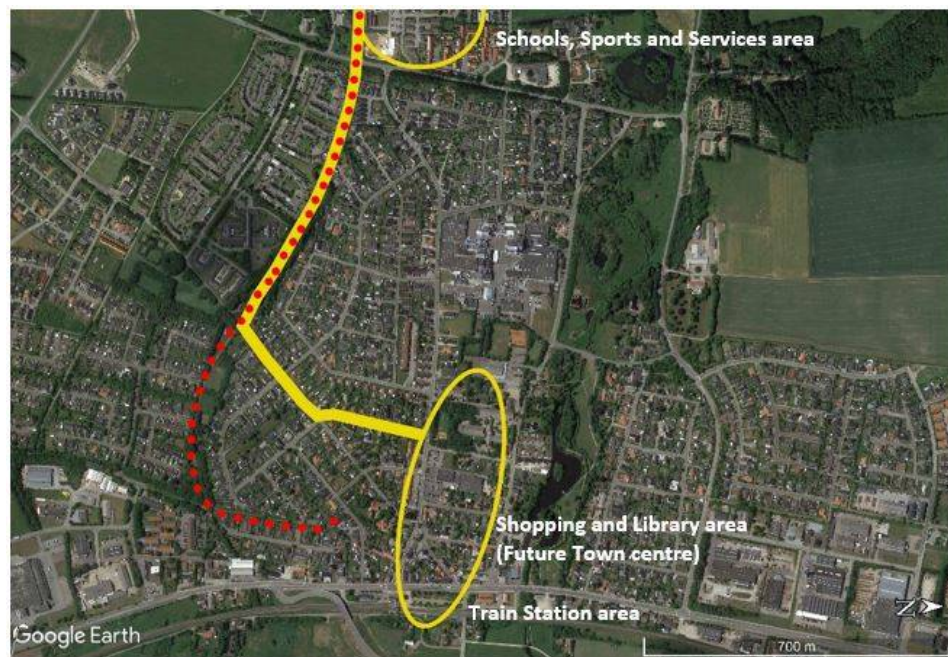 Schools, Sports and Services area
Shopping and Library area
(Future Town centre)
Train Station area
Google Earth
700 m
Z